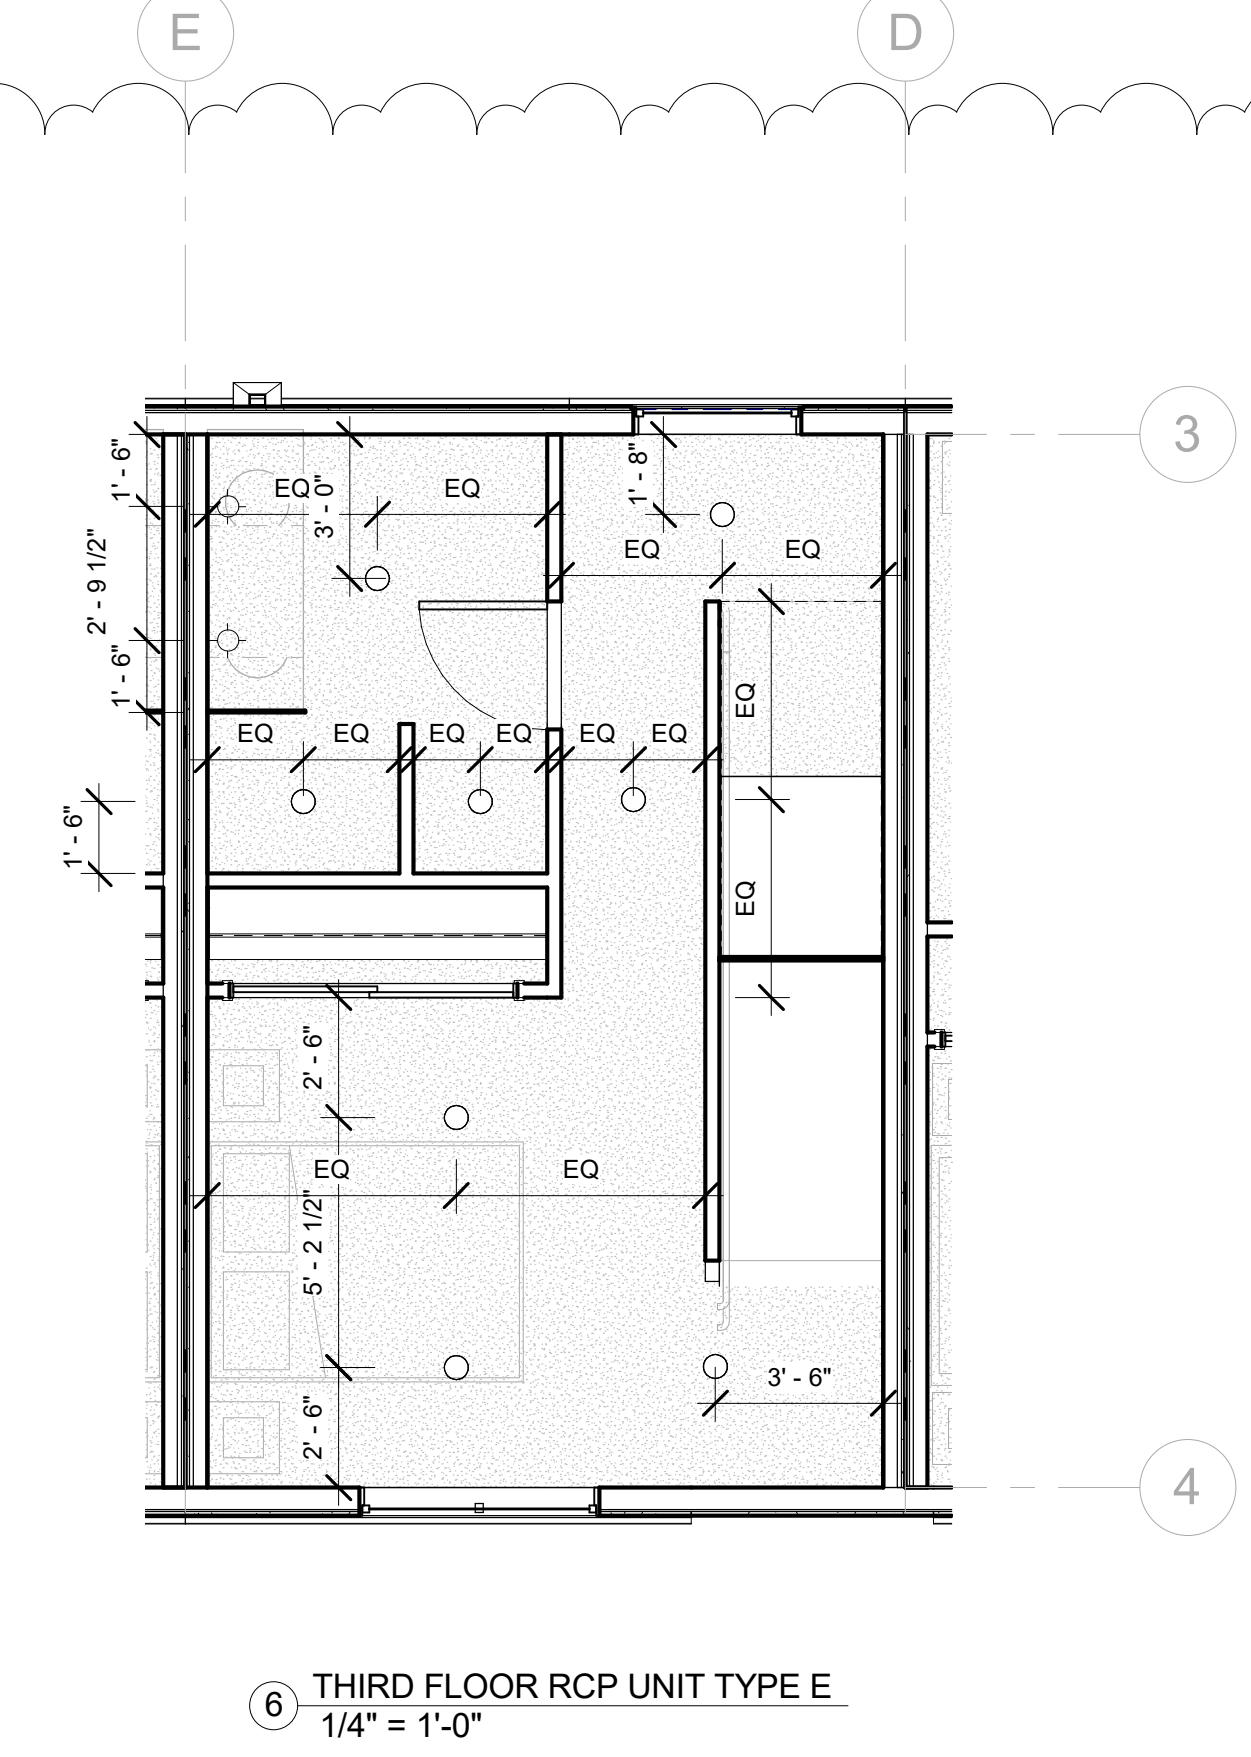 E
D
3
1' - 6"
EQ
3' - 0"
EQ
1' - 8"
2' - 9 1/2"
EQ
EQ
1' - 6"
EQ
EQ
EQ
EQ
EQ
EQ
EQ
1' - 6"
EQ
2' - 6"
EQ
EQ
5' - 2 1/2"
3' - 6"
2' - 6"
4
6
THIRD FLOOR RCP UNIT TYPE E
1/4" = 1'-0"